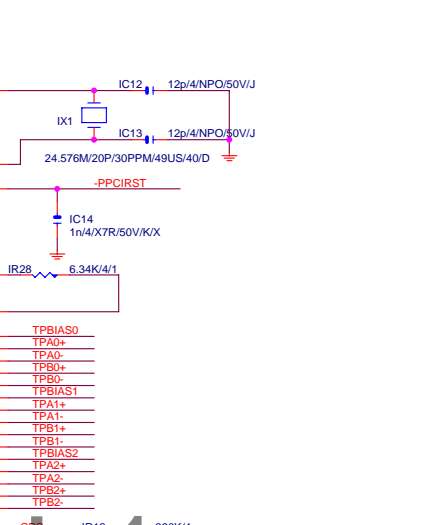 IC12 12p/4/NPO/50V/J
IX1
IC13 12p/4/NPO/50V/J
24.576M/20P/30PPM/49US/40/D
-PPCIRST
IC14
1n/4/X7R/50V/K/X
IR28 6.34K/4/1
TPBIAS0
TPA0+
TPA0-
TPB0+
TPB0-
TPBIAS1
TPA1+
TPA1-
TPB1+
TPB1-
TPBIAS2
TPA2+
TPA2-
TPB2+
TPB2-